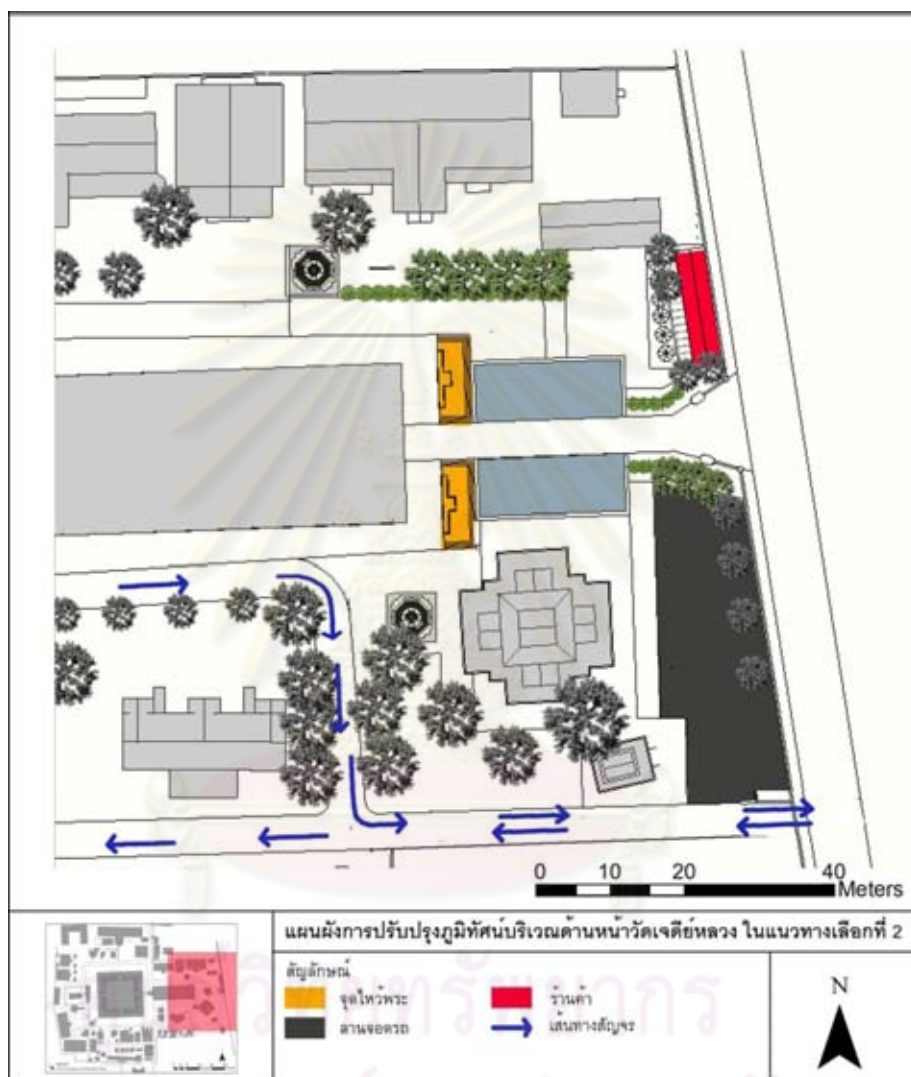 0 10 20 40
Meters
แผนผังการปรับปรุงภูมิทัศน์บริเวณด้านหน้าวัดเจดีย์หลวง ในแนวทางเลือกที่ 2
สัญลักษณ์
จุดไหว้พระ
ร้านค้า
ลานจอดรถ
เส้นทางสัญจร
N